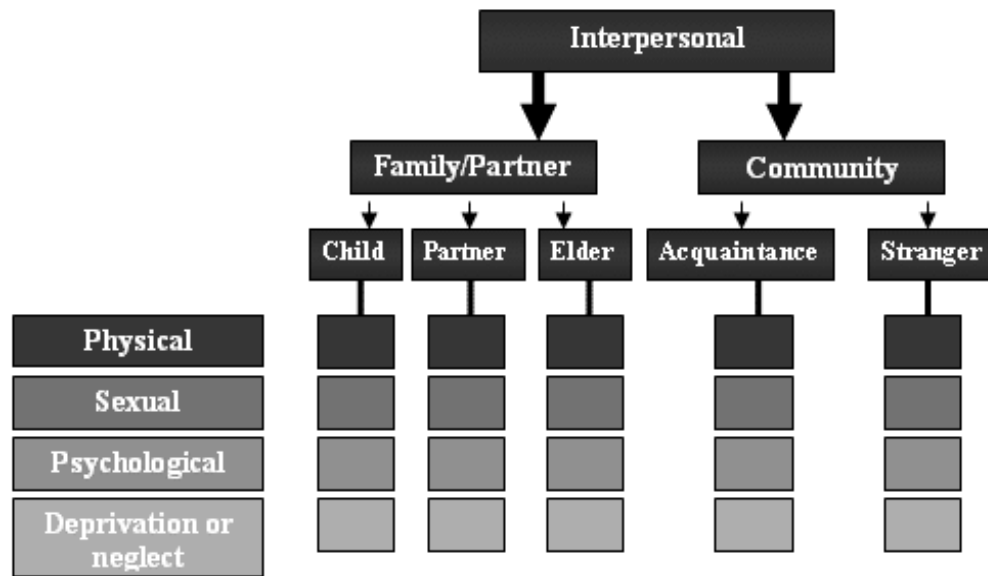 Interpersonal
Family/Partner
Community
Child
Partner
Elder
Acquaintance
Stranger
Physical
Sexual
Psychological
Deprivation or
neglect